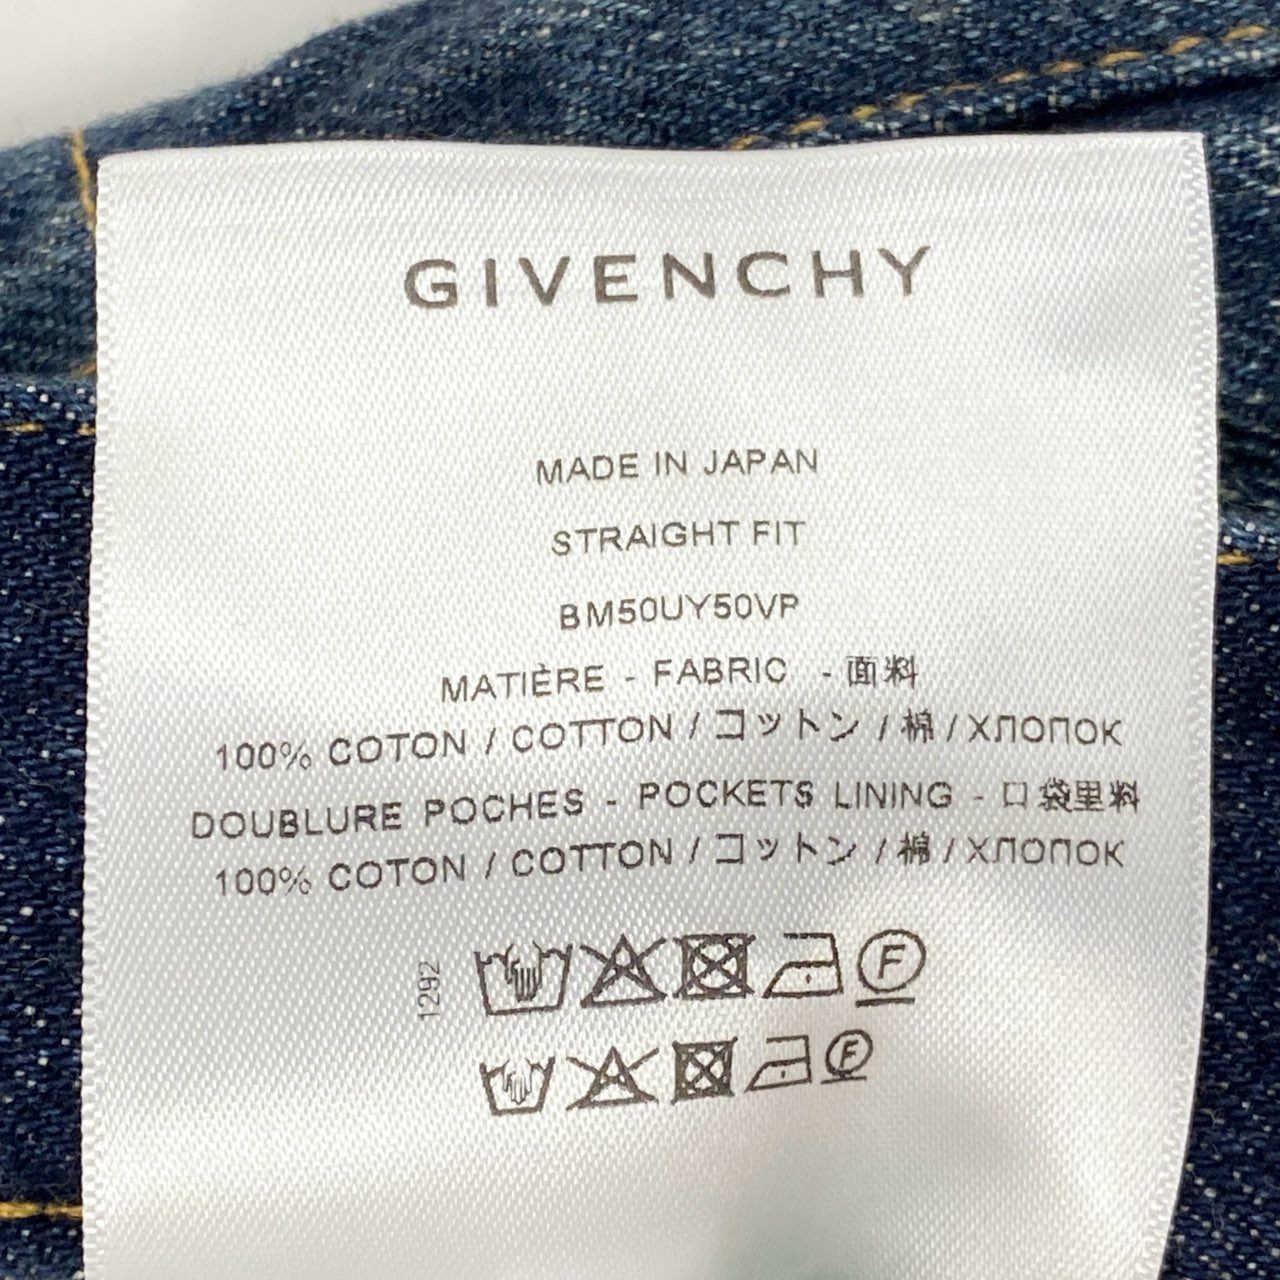 GIVENCHY
MADE IN JAPAN
STRAIGHT FIT
BM50UY50VP
MATIÈRE - FABRIC - 面料
100% COTON / COTTON / コットン / 棉 / ХЛОПОК
DOUBLURE POCHES - POCKETS LINING - 口袋里料
100% COTON / COTTON / コットン / 棉 / ХЛОПОК
1292
F
F